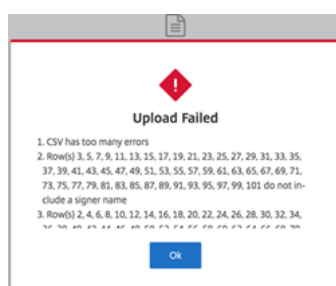 Upload Failed
1. CSV has too many errors
2. Row(s) 3, 5, 7, 9, 11, 13, 15, 17, 19, 21, 23, 25, 27, 29, 31, 33, 35,
37, 39, 41, 43, 45, 47, 49, 51, 53, 55, 57, 59, 61, 63, 65, 67, 69, 71,
73, 75, 77, 79, 81, 83, 85, 87, 89, 91, 93, 95, 97, 99, 101 do not in-
clude a signer name
3. Row(s) 2, 4, 6, 8, 10, 12, 14, 16, 18, 20, 22, 24, 26, 28, 30, 32, 34,
Ok